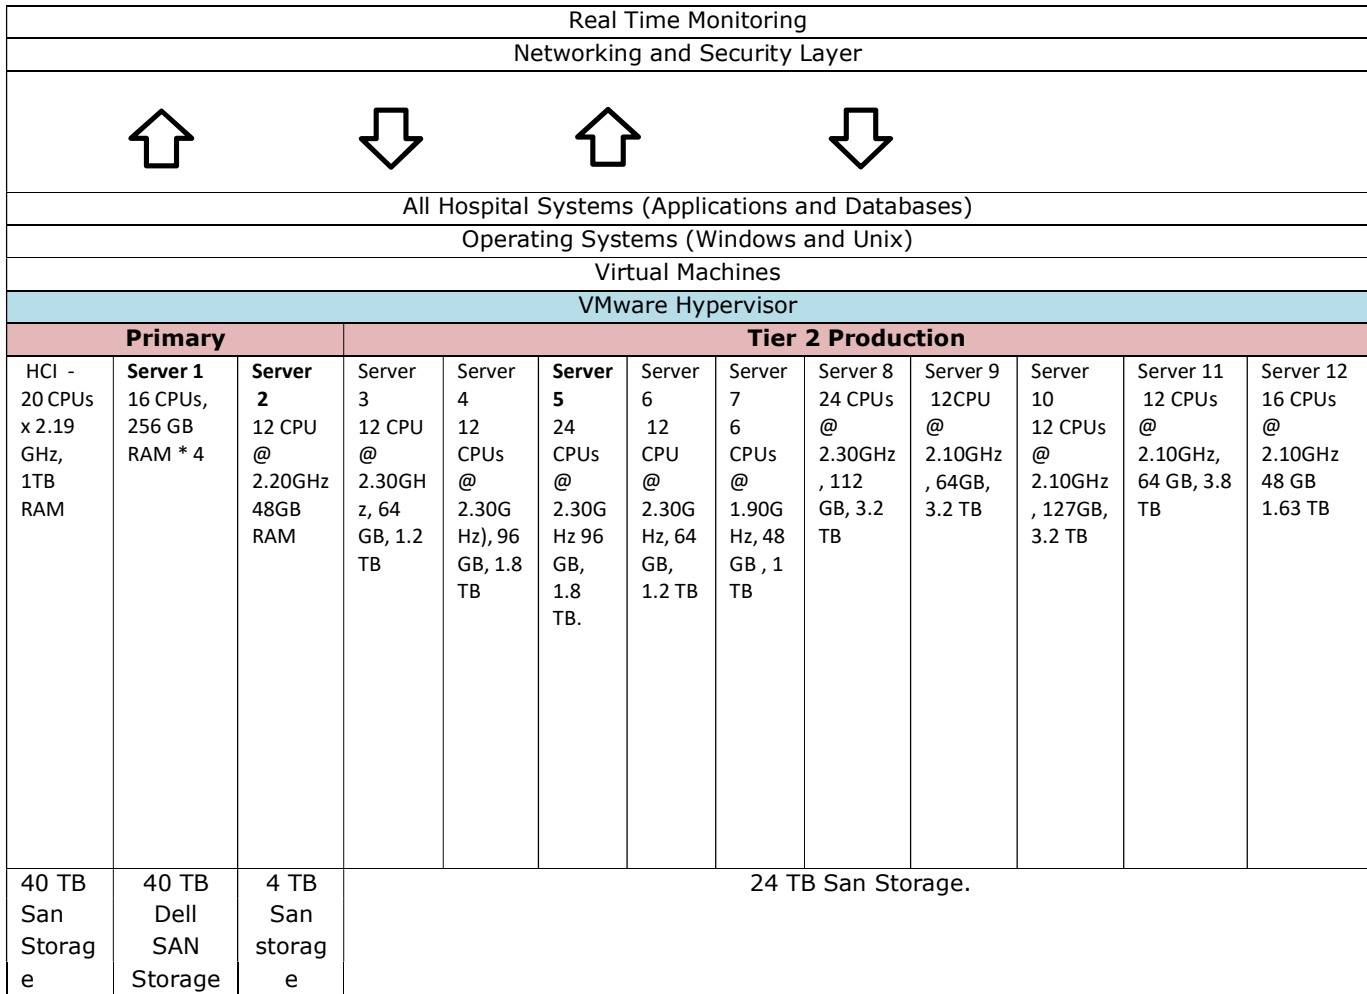 Real Time Monitoring
Networking and Security Layer
All Hospital Systems (Applications and Databases)
Operating Systems (Windows and Unix)
Virtual Machines
VMware Hypervisor
Primary
Tier 2 Production
HCI -
20 CPUs
x 2.19
GHz,
1TB
RAM
Server 1
16 CPUs,
256 GB
RAM * 4
Server
2
12 CPU
@
2.20GHz
48GB
RAM
Server
3
12 CPU
@
2.30GH
z, 64
GB, 1.2
TB
Server
4
12
CPUs
@
2.30G
Hz), 96
GB, 1.8
TB
Server
5
24
CPUs
@
2.30G
Hz 96
GB,
1.8
TB.
Server
6
12
CPU
@
2.30G
Hz, 64
GB,
1.2 TB
Server
7
6
CPUs
@
1.90G
Hz, 48
GB , 1
TB
Server 8
24 CPUs
@
2.30GHz
, 112
GB, 3.2
TB
Server 9
12CPU
@
2.10GHz
, 64GB,
3.2 TB
Server
10
12 CPUs
@
2.10GHz
, 127GB,
3.2 TB
Server 11
12 CPUs
@
2.10GHz,
64 GB, 3.8
TB
Server 12
16 CPUs
@
2.10GHz
48 GB
1.63 TB
40 TB
San
Storag
e
40 TB
Dell
SAN
Storage
4 TB
San
storag
e
24 TB San Storage.